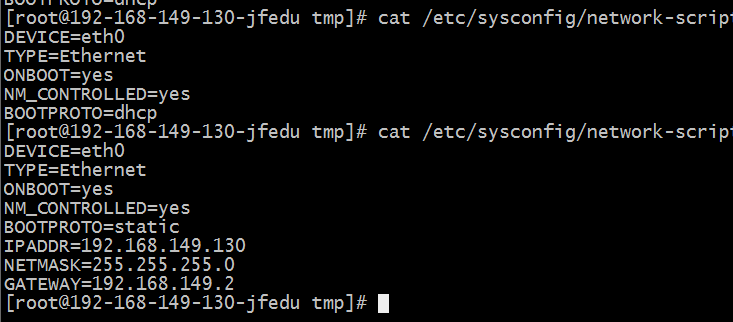 BOOTPROTO=dhcp
[root@192-168-149-130-jfedu tmp]# cat /etc/sysconfig/network-script
DEVICE=eth0
TYPE=Ethernet
ONBOOT=yes
NM_CONTROLLED=yes
BOOTPROTO=dhcp
[root@192-168-149-130-jfedu tmp]# cat /etc/sysconfig/network-script
DEVICE=eth0
TYPE=Ethernet
ONBOOT=yes
NM_CONTROLLED=yes
BOOTPROTO=static
IPADDR=192.168.149.130
NETMASK=255.255.255.0
GATEWAY=192.168.149.2
[root@192-168-149-130-jfedu tmp]#